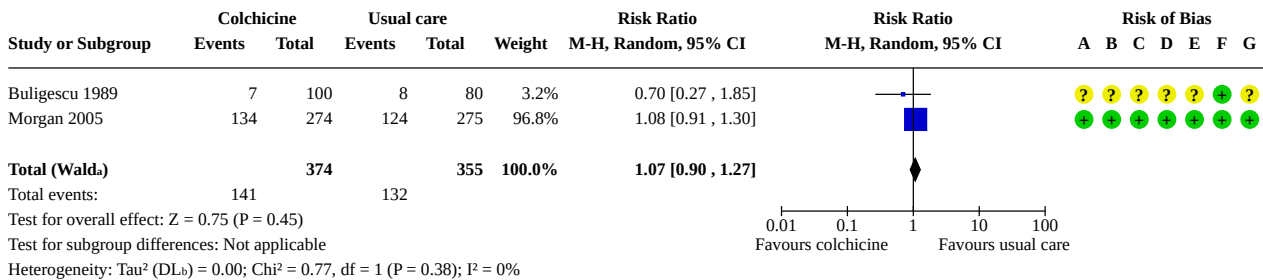 Colchicine Usual care Risk Ratio Risk Ratio Risk of Bias
Study or Subgroup Events Total Events Total Weight M-H, Random, 95% CI M-H, Random, 95% CI A B C D E F G
Buligescu 1989 7 100 8 80 3.2% 0.70 [0.27 , 1.85] ? ? ? ? ? + ?
Morgan 2005 134 274 124 275 96.8% 1.08 [0.91 , 1.30] + + + + + + +
Total (Walda) 374 355 100.0% 1.07 [0.90 , 1.27]
Total events: 141 132
Test for overall effect: Z = 0.75 (P = 0.45) 0.01 0.1 1 10 100
Test for subgroup differences: Not applicable Favours colchicine Favours usual care
Heterogeneity: Tau² (DLb) = 0.00; Chi² = 0.77, df = 1 (P = 0.38); I² = 0%